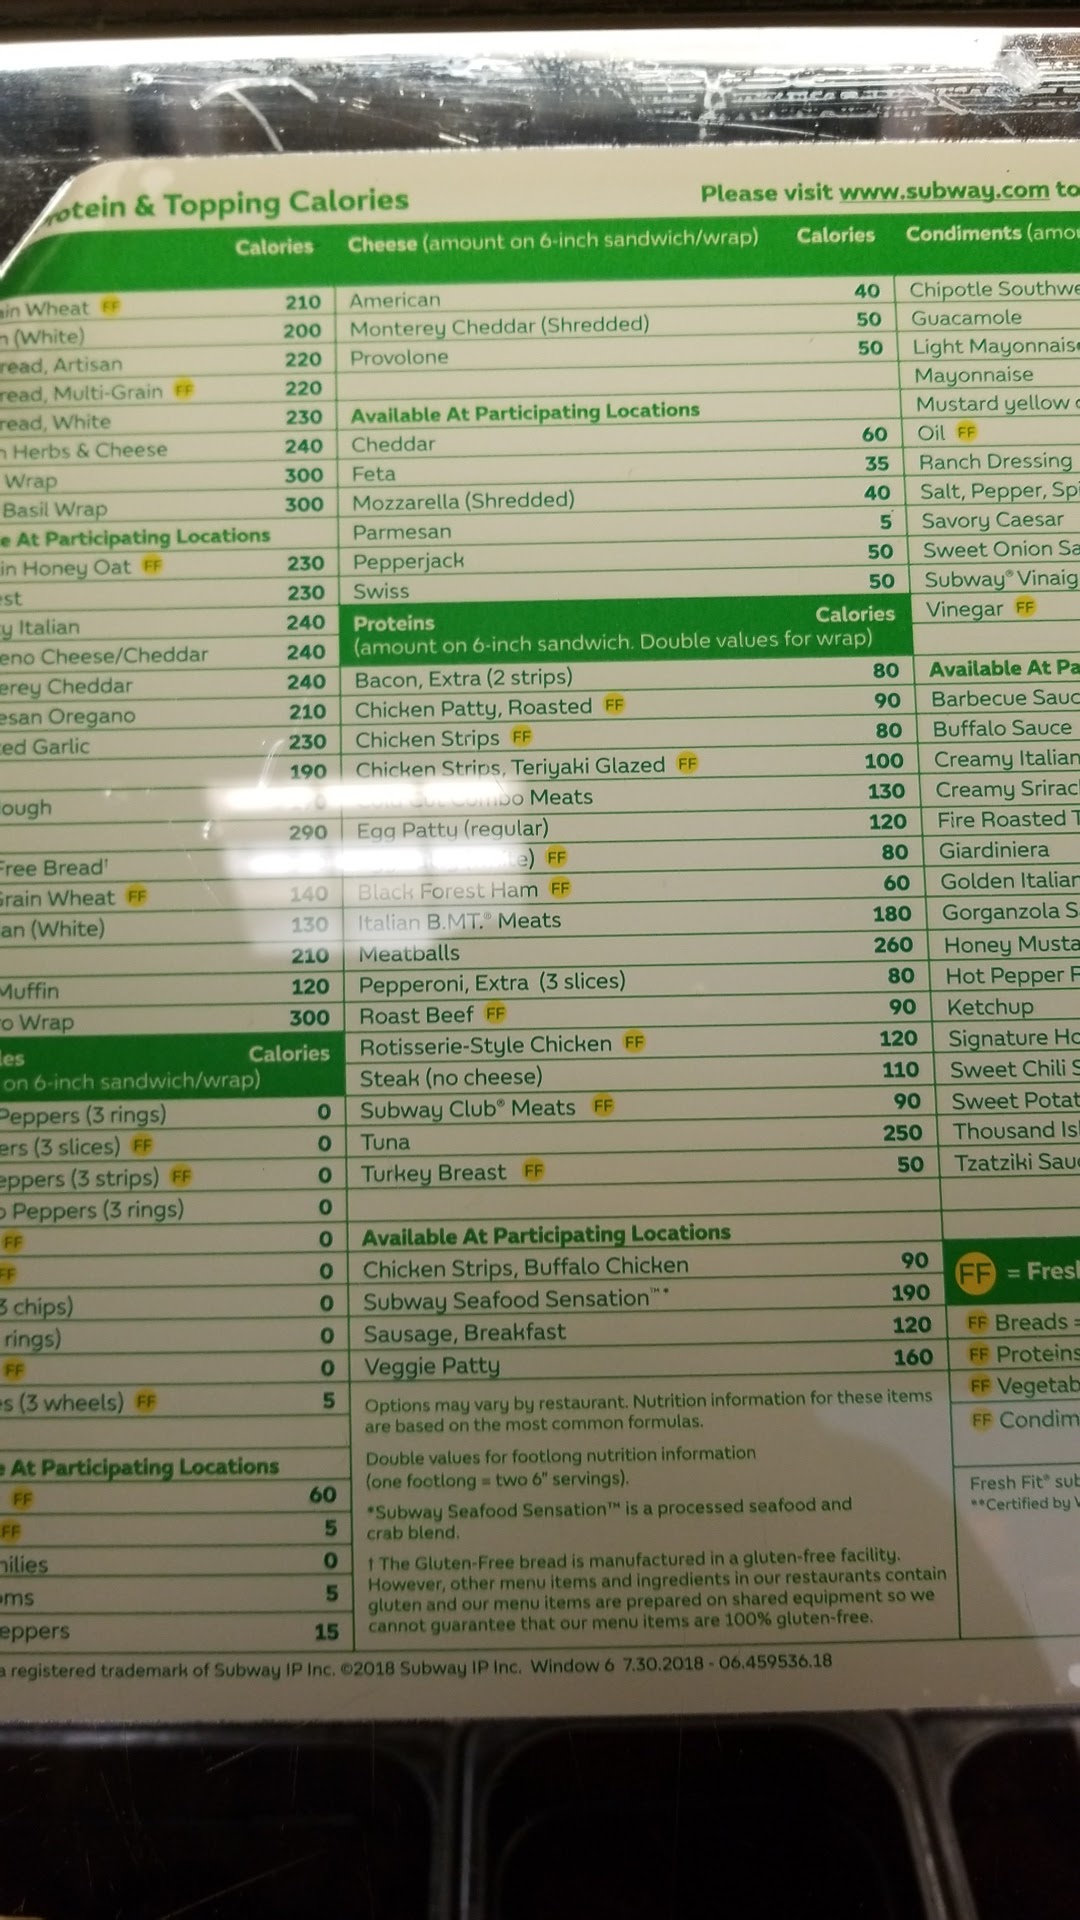 otein & Topping Calories
Please visit www.subway.com to
Calories
ain Wheat FF 210
n (White) 200
read, Artisan 220
read, Multi-Grain FF 220
read, White 230
n Herbs & Cheese 240
Wrap 300
Basil Wrap 300
e At Participating Locations
in Honey Oat FF 230
est 230
y Italian 240
eno Cheese/Cheddar 240
erey Cheddar 240
esan Oregano 210
ed Garlic 230
190
ough
290
Free Bread†
Grain Wheat FF 140
an (White) 130
210
Muffin 120
o Wrap 300
les Calories
on 6-inch sandwich/wrap)
Peppers (3 rings) 0
ers (3 slices) FF 0
eppers (3 strips) FF 0
o Peppers (3 rings) 0
FF 0
FF 0
3 chips) 0
rings) 0
FF 0
es (3 wheels) FF 5
e At Participating Locations
FF 60
FF 5
hilies 0
oms 5
eppers 15
Cheese (amount on 6-inch sandwich/wrap) Calories
American 40
Monterey Cheddar (Shredded) 50
Provolone 50
Available At Participating Locations
Cheddar 60
Feta 35
Mozzarella (Shredded) 40
Parmesan 5
Pepperjack 50
Swiss 50
Proteins Calories
(amount on 6-inch sandwich. Double values for wrap)
Bacon, Extra (2 strips) 80
Chicken Patty, Roasted FF 90
Chicken Strips FF 80
Chicken Strips, Teriyaki Glazed FF 100
Cold Cut Combo Meats 130
Egg Patty (regular) 120
te) FF 80
Black Forest Ham FF 60
Italian B.M.T.® Meats 180
Meatballs 260
Pepperoni, Extra (3 slices) 80
Roast Beef FF 90
Rotisserie-Style Chicken FF 120
Steak (no cheese) 110
Subway Club® Meats FF 90
Tuna 250
Turkey Breast FF 50
Available At Participating Locations
Chicken Strips, Buffalo Chicken 90
Subway Seafood Sensation™* 190
Sausage, Breakfast 120
Veggie Patty 160
Options may vary by restaurant. Nutrition information for these items
are based on the most common formulas.
Double values for footlong nutrition information
(one footlong = two 6" servings).
*Subway Seafood Sensation™ is a processed seafood and
crab blend.
† The Gluten-Free bread is manufactured in a gluten-free facility.
However, other menu items and ingredients in our restaurants contain
gluten and our menu items are prepared on shared equipment so we
cannot guarantee that our menu items are 100% gluten-free.
Condiments (amou
Chipotle Southwe
Guacamole
Light Mayonnaise
Mayonnaise
Mustard yellow o
Oil FF
Ranch Dressing
Salt, Pepper, Spi
Savory Caesar
Sweet Onion Sa
Subway® Vinaig
Vinegar FF
Available At Pa
Barbecue Sauc
Buffalo Sauce
Creamy Italian
Creamy Srirac
Fire Roasted T
Giardiniera
Golden Italian
Gorganzola S
Honey Musta
Hot Pepper R
Ketchup
Signature Ho
Sweet Chili S
Sweet Potat
Thousand Isl
Tzatziki Sauc
FF = Fresh
FF Breads =
FF Proteins
FF Vegetab
FF Condim
Fresh Fit® sub
**Certified by
a registered trademark of Subway IP Inc. ©2018 Subway IP Inc. Window 6 7.30.2018 - 06.459536.18